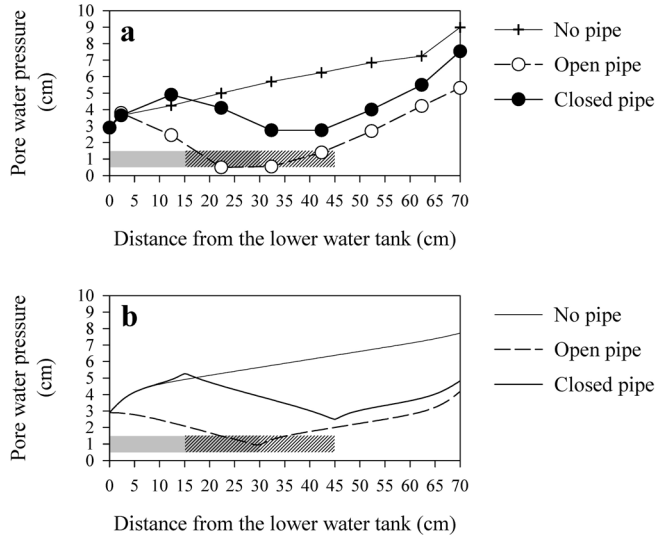 a
10
9
8
7
6
5
4
3
2
1
0
Pore water pressure
(cm)
0 5 10 15 20 25 30 35 40 45 50 55 60 65 70
Distance from the lower water tank (cm)
No pipe
Open pipe
Closed pipe
b
10
9
8
7
6
5
4
3
2
1
0
Pore water pressure
(cm)
0 5 10 15 20 25 30 35 40 45 50 55 60 65 70
Distance from the lower water tank (cm)
No pipe
Open pipe
Closed pipe